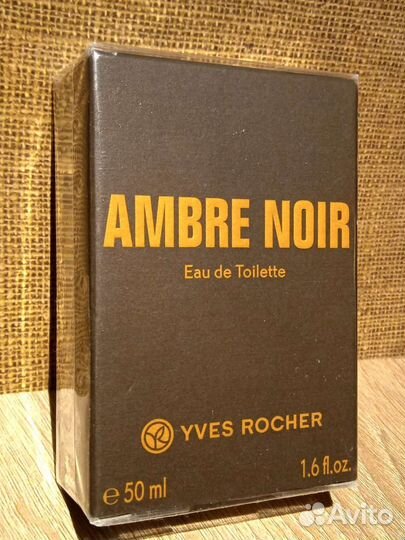 AMBRE NOIR
Eau de Toilette
YVES ROCHER
e 50 ml
1.6 fl.oz.
Avito